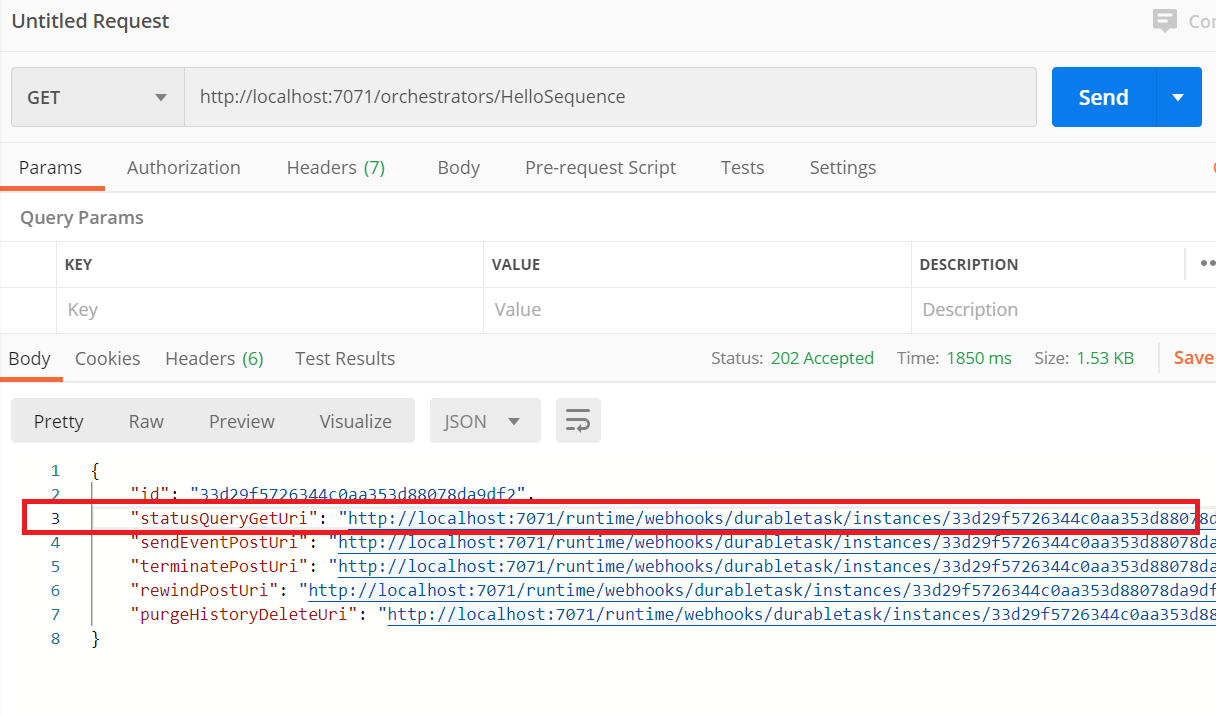 Untitled Request
GET http://localhost:7071/orchestrators/HelloSequence Send
Params Authorization Headers (7) Body Pre-request Script Tests Settings
Query Params
KEY VALUE DESCRIPTION
Key Value Description
Body Cookies Headers (6) Test Results Status: 202 Accepted Time: 1850 ms Size: 1.53 KB Save
Pretty Raw Preview Visualize JSON
1 {
2 "id": "33d29f5726344c0aa353d88078da9df2",
3 "statusQueryGetUri": "http://localhost:7071/runtime/webhooks/durabletask/instances/33d29f5726344c0aa353d88078d
4 "sendEventPostUri": "http://localhost:7071/runtime/webhooks/durabletask/instances/33d29f5726344c0aa353d88078da
5 "terminatePostUri": "http://localhost:7071/runtime/webhooks/durabletask/instances/33d29f5726344c0aa353d88078da
6 "rewindPostUri": "http://localhost:7071/runtime/webhooks/durabletask/instances/33d29f5726344c0aa353d88078da9df
7 "purgeHistoryDeleteUri": "http://localhost:7071/runtime/webhooks/durabletask/instances/33d29f5726344c0aa353d88
8 }